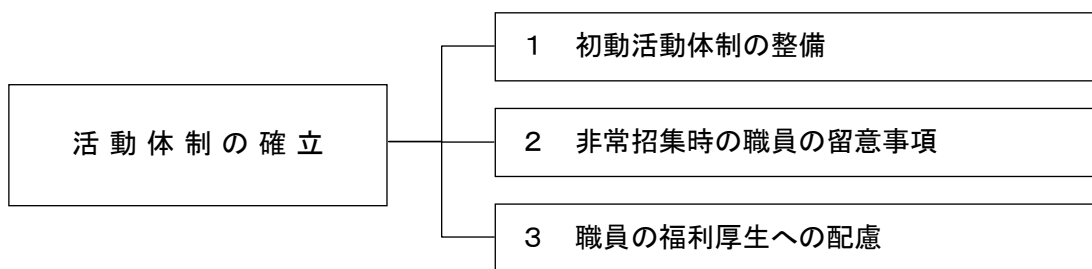 活動体制の確立
１　初動活動体制の整備
２　非常招集時の職員の留意事項
３　職員の福利厚生への配慮